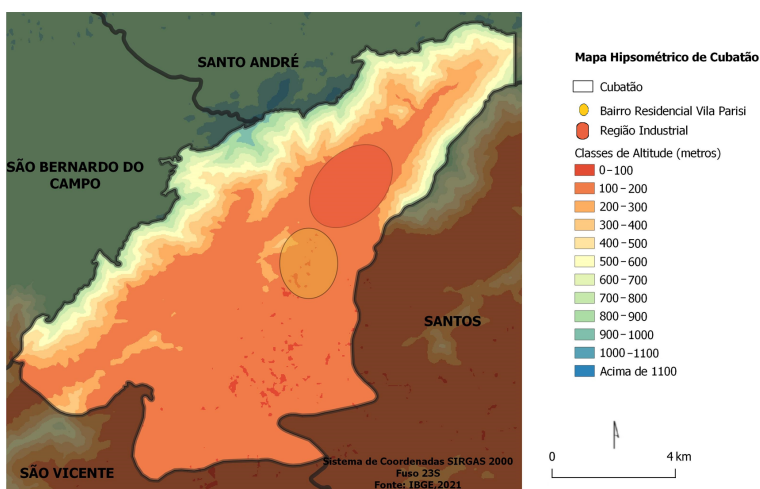 SANTO ANDRÉ
SÃO BERNARDO DO
CAMPO
SANTOS
SÃO VICENTE
Sistema de Coordenadas SIRGAS 2000
Fuso 23S
Fonte: IBGE,2021
Mapa Hipsométrico de Cubatão
Cubatão
Bairro Residencial Vila Parisi
Região Industrial
Classes de Altitude (metros)
0-100
100-200
200-300
300-400
400-500
500-600
600-700
700-800
800-900
900-1000
1000-1100
Acima de 1100
0 4 km